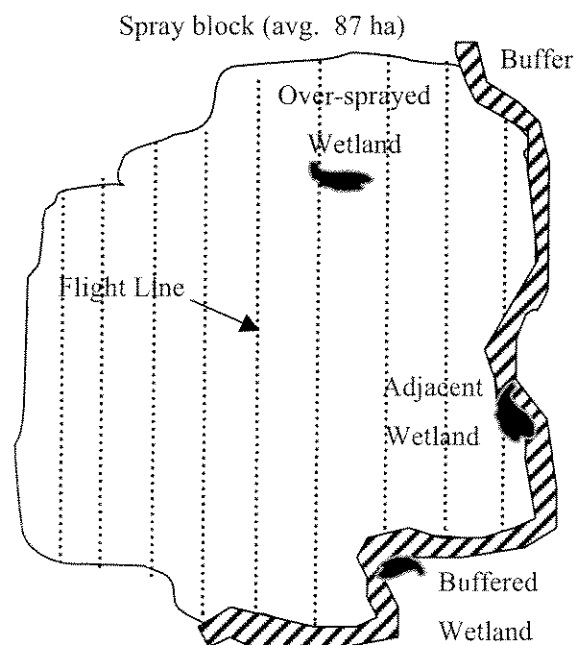 Spray block (avg. 87 ha)
Buffer
Over-sprayed
Wetland
Flight Line
Adjacent
Wetland
Buffered
Wetland